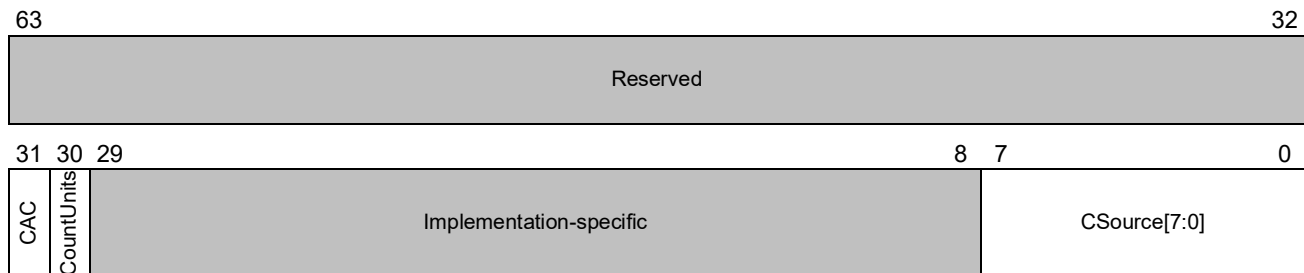 63 32
Reserved
31 30 29 8 7 0
CAC CountUnits Implementation-specific CSource[7:0]